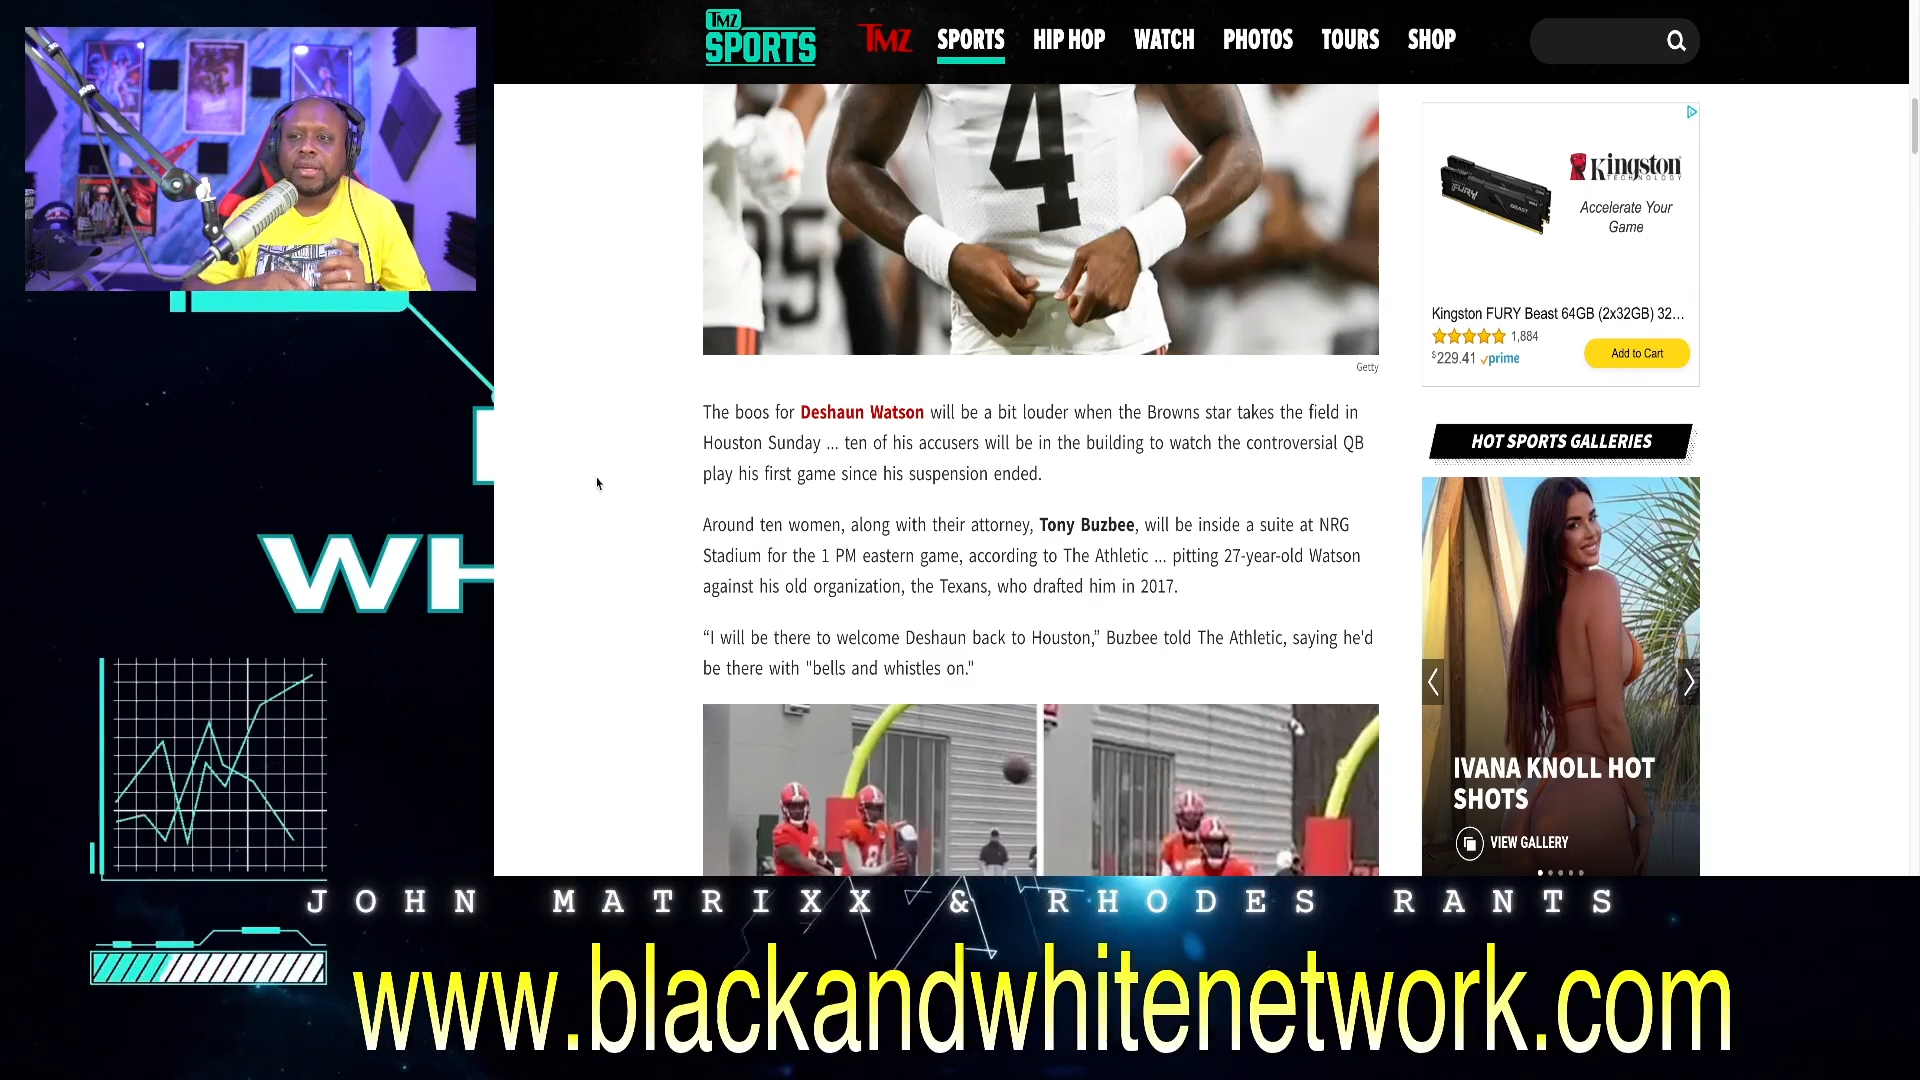 TMZ
SPORTS
TMZ
SPORTS
HIP HOP
WATCH
PHOTOS
TOURS
SHOP
4
Getty
The boos for Deshaun Watson will be a bit louder when the Browns star takes the field in
Houston Sunday ... ten of his accusers will be in the building to watch the controversial QB
play his first game since his suspension ended.
Around ten women, along with their attorney, Tony Buzbee, will be inside a suite at NRG
Stadium for the 1 PM eastern game, according to The Athletic ... pitting 27-year-old Watson
against his old organization, the Texans, who drafted him in 2017.
“I will be there to welcome Deshaun back to Houston,” Buzbee told The Athletic, saying he'd
be there with "bells and whistles on."
Kingston
TECHNOLOGY
Accelerate Your
Game
FURY
BEAST
Kingston FURY Beast 64GB (2x32GB) 32...
1,884
$229.41 prime
Add to Cart
HOT SPORTS GALLERIES
IVANA KNOLL HOT
SHOTS
VIEW GALLERY
WH
JOHN MATRIXX & RHODES RANTS
www.blackandwhitenetwork.com